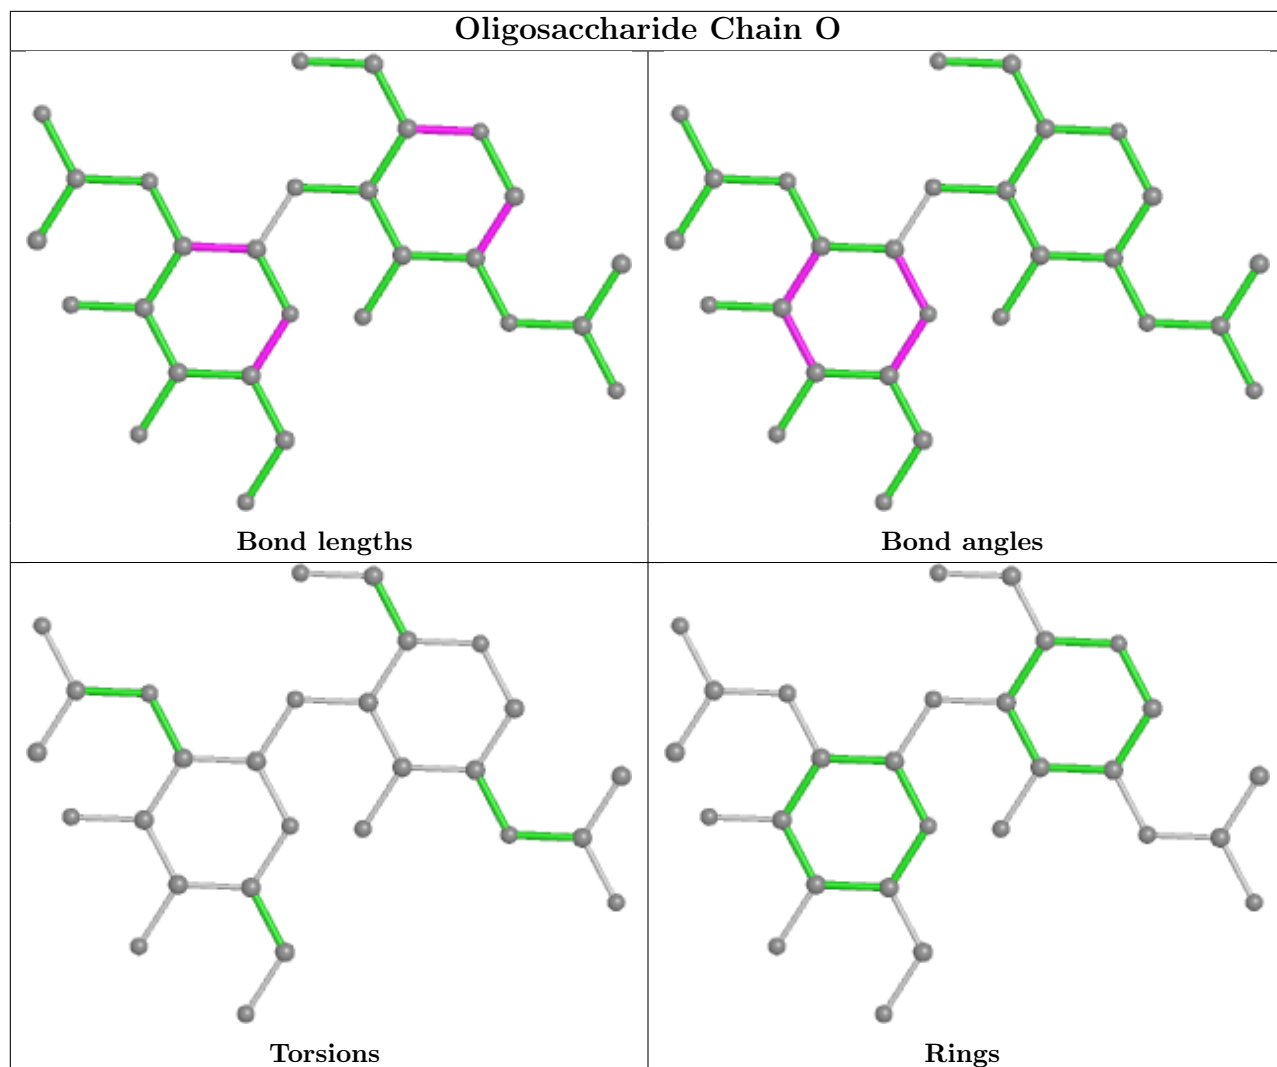 Oligosaccharide Chain O
Bond lengths
Bond angles
Torsions
Rings